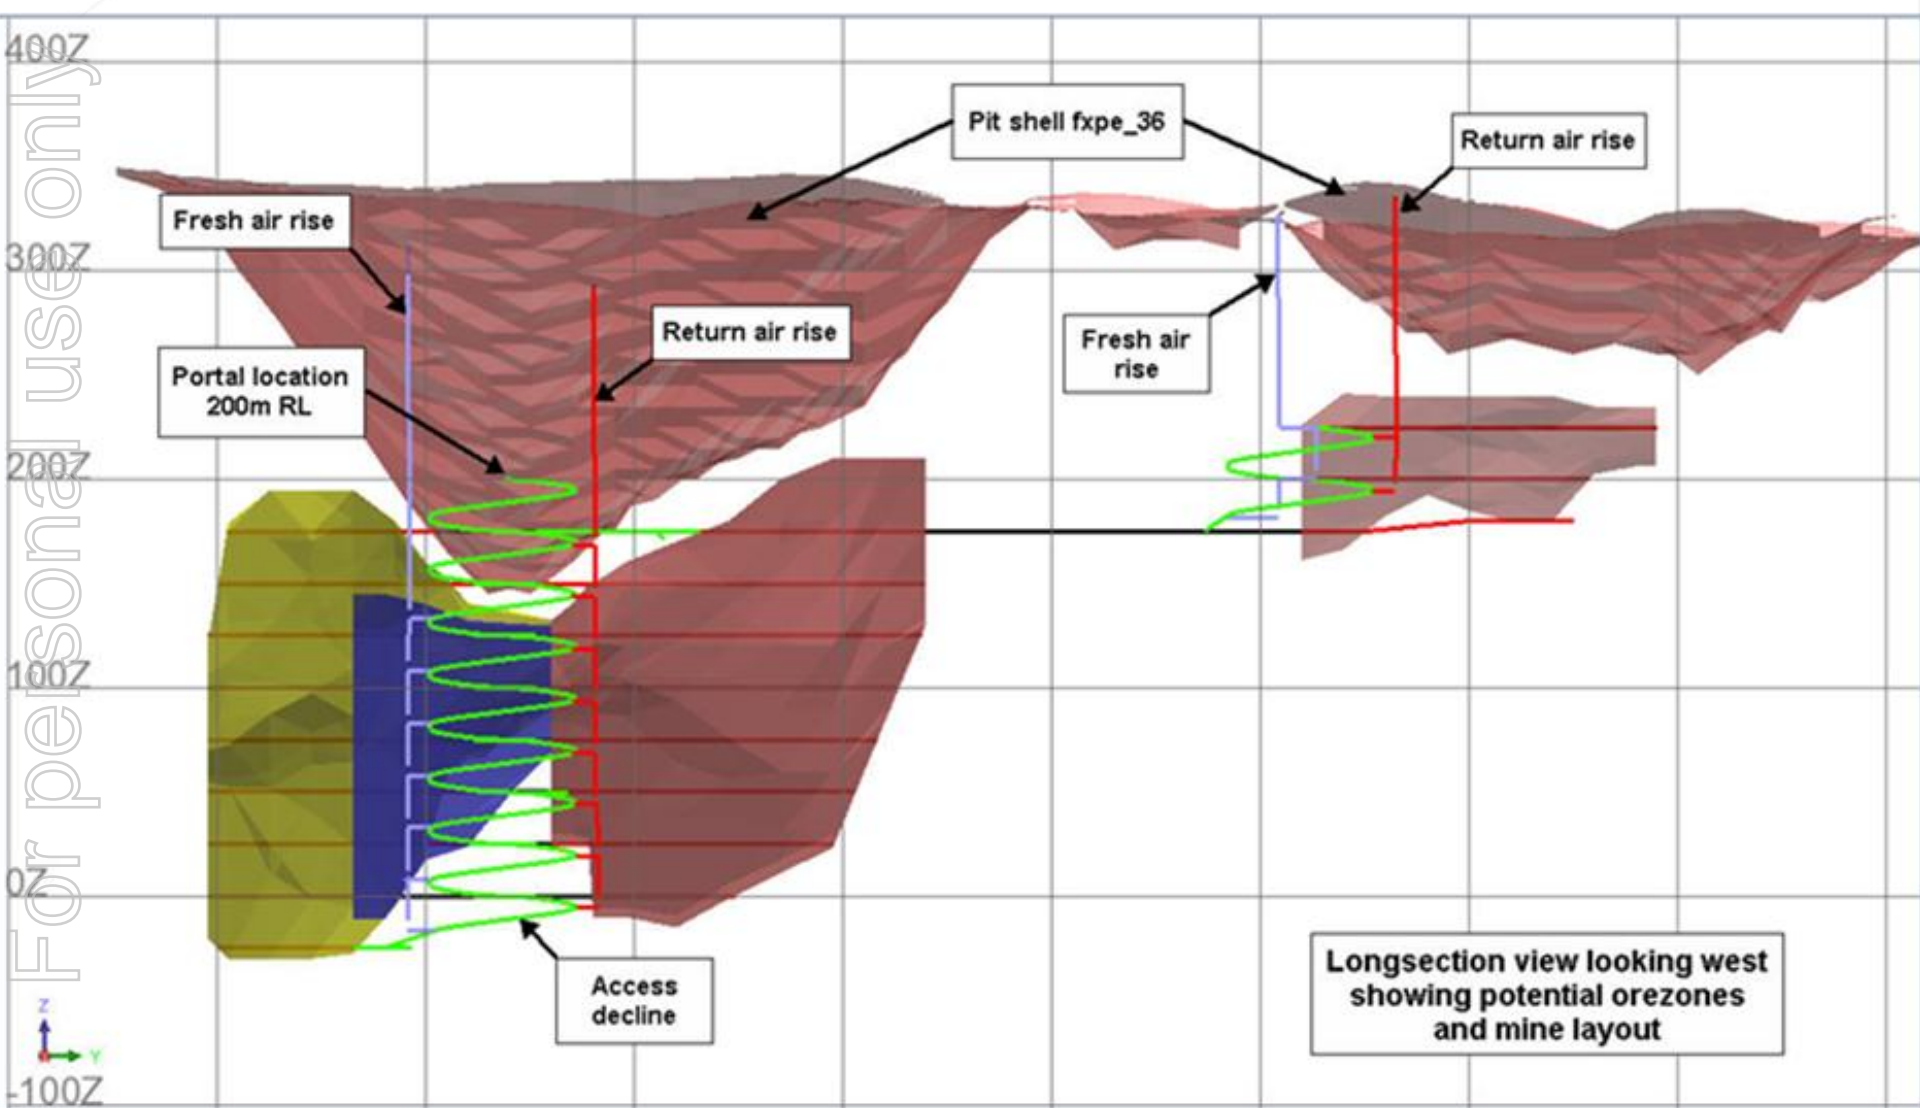 400Z
Pit shell fxpe_36
Return air rise
Fresh air rise
300Z
Return air rise
Fresh air
rise
Portal location
200m RL
200Z
100Z
0Z
Access
decline
Longsection view looking west
showing potential orezones
and mine layout
Z
Y
-100Z
For personal use only